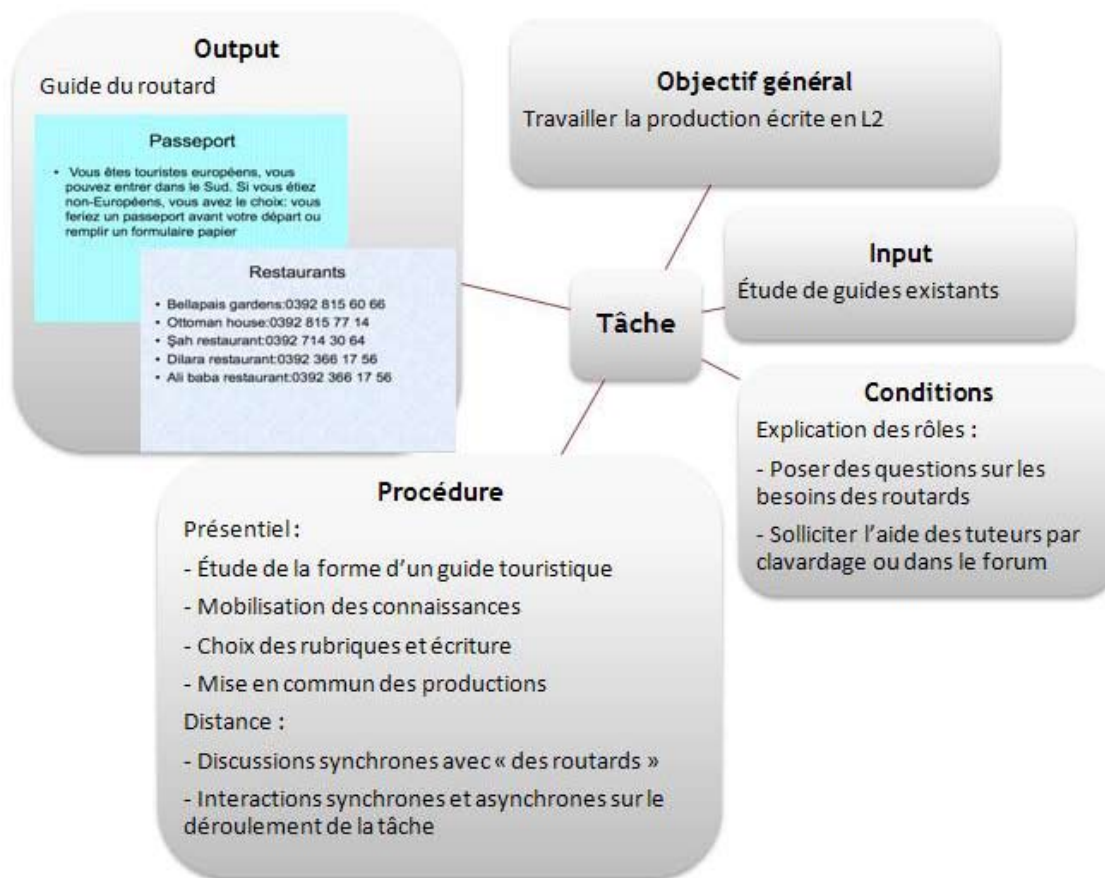 Output
Guide du routard
Passeport
• Vous êtes touristes européens, vous
pouvez entrer dans le Sud. Si vous étiez
non-Européens, vous avez le choix: vous
feriez un passeport avant votre départ ou
remplir un formulaire papier
Restaurants
• Bellapais gardens:0392 815 60 66
• Ottoman house:0392 815 77 14
• Şah restaurant:0392 714 30 64
• Dilara restaurant:0392 366 17 56
• Ali baba restaurant:0392 366 17 56
Objectif général
Travailler la production écrite en L2
Input
Étude de guides existants
Tâche
Conditions
Explication des rôles :
- Poser des questions sur les
besoins des routards
- Solliciter l'aide des tuteurs par
clavardage ou dans le forum
Procédure
Présentiel :
- Étude de la forme d'un guide touristique
- Mobilisation des connaissances
- Choix des rubriques et écriture
- Mise en commun des productions
Distance :
- Discussions synchrones avec « des routards »
- Interactions synchrones et asynchrones sur le
déroulement de la tâche